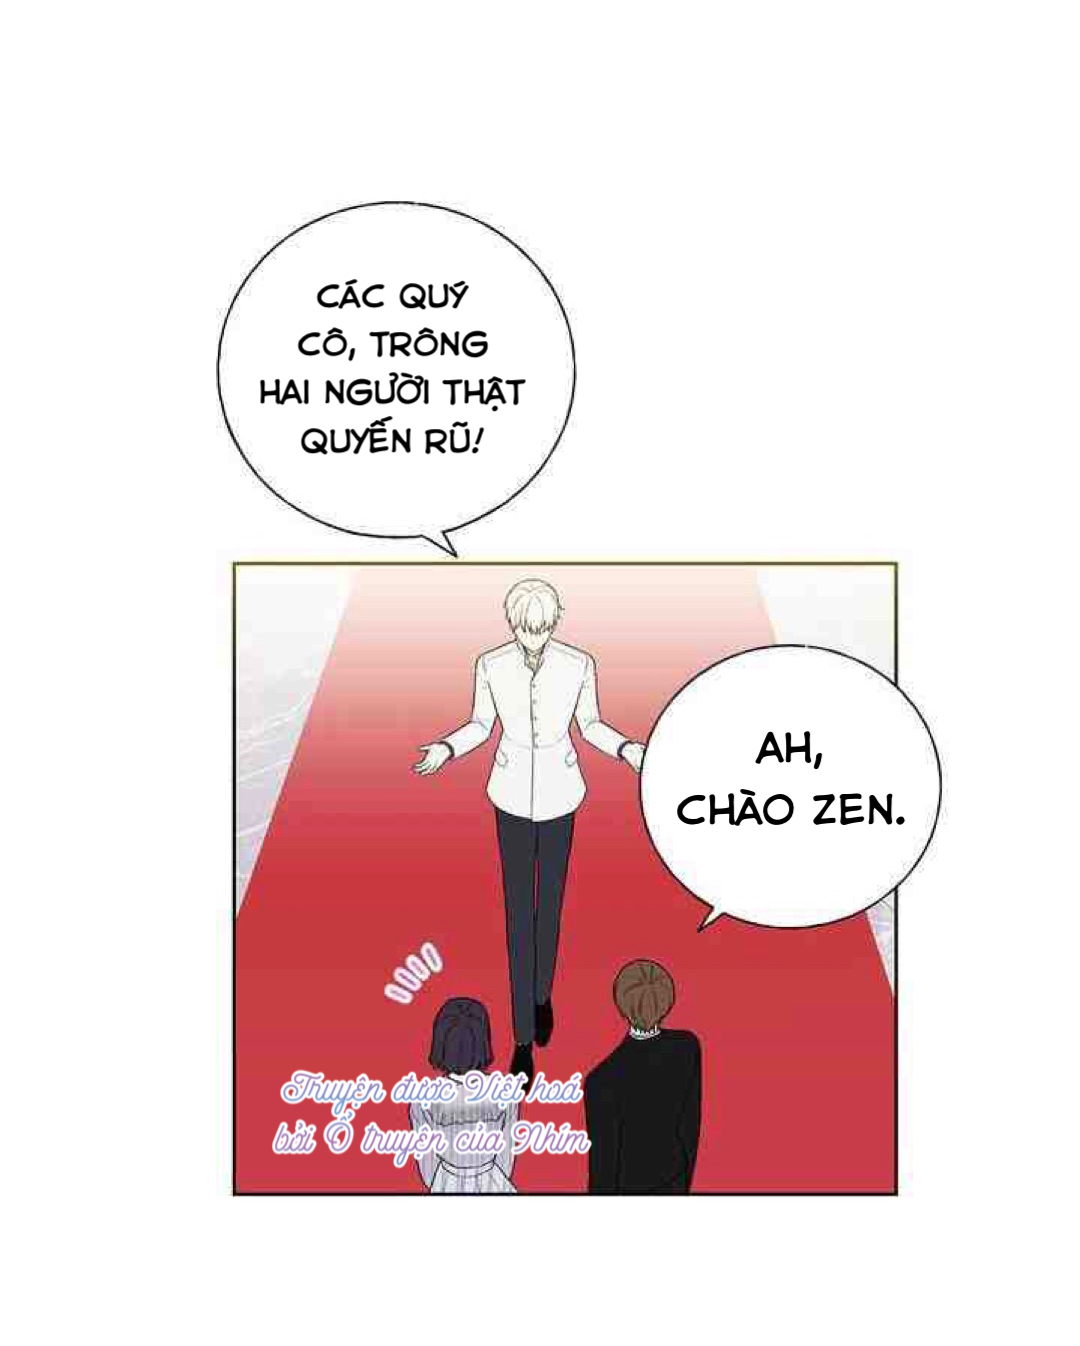 CÁC QUÝ
CÔ, TRÔNG
HAI NGƯỜI THẬT
QUYẾN RŨ!
AH,
CHÀO ZEN.
Truyện được Việt hoá
bởi Ổ truyện của Nhím